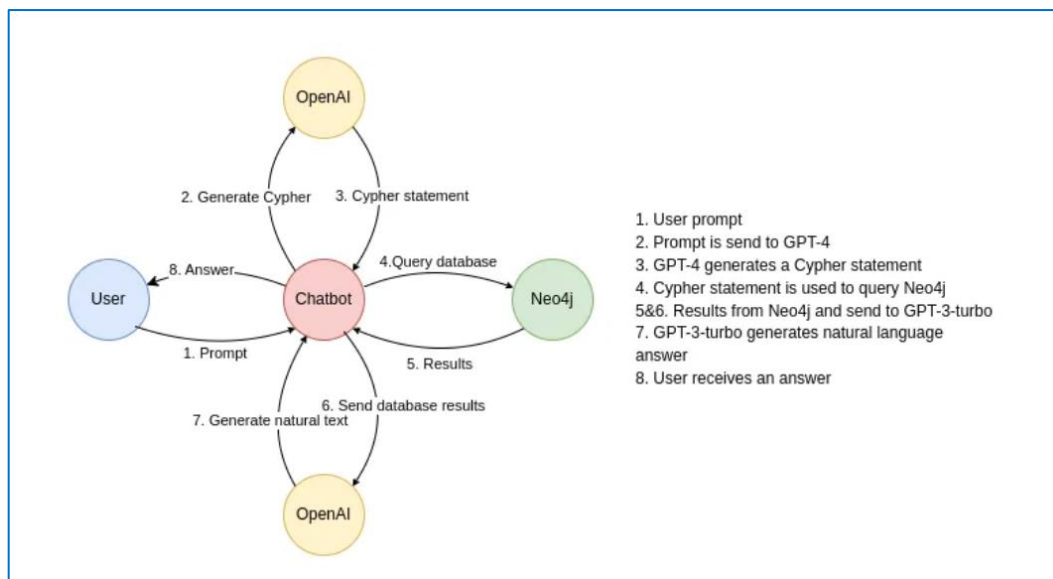 OpenAI
2. Generate Cypher
3. Cypher statement
8. Answer
4.Query database
User
Chatbot
Neo4j
1. Prompt
5. Results
6. Send database results
7. Generate natural text
OpenAI
1. User prompt
2. Prompt is send to GPT-4
3. GPT-4 generates a Cypher statement
4. Cypher statement is used to query Neo4j
5&6. Results from Neo4j and send to GPT-3-turbo
7. GPT-3-turbo generates natural language
answer
8. User receives an answer